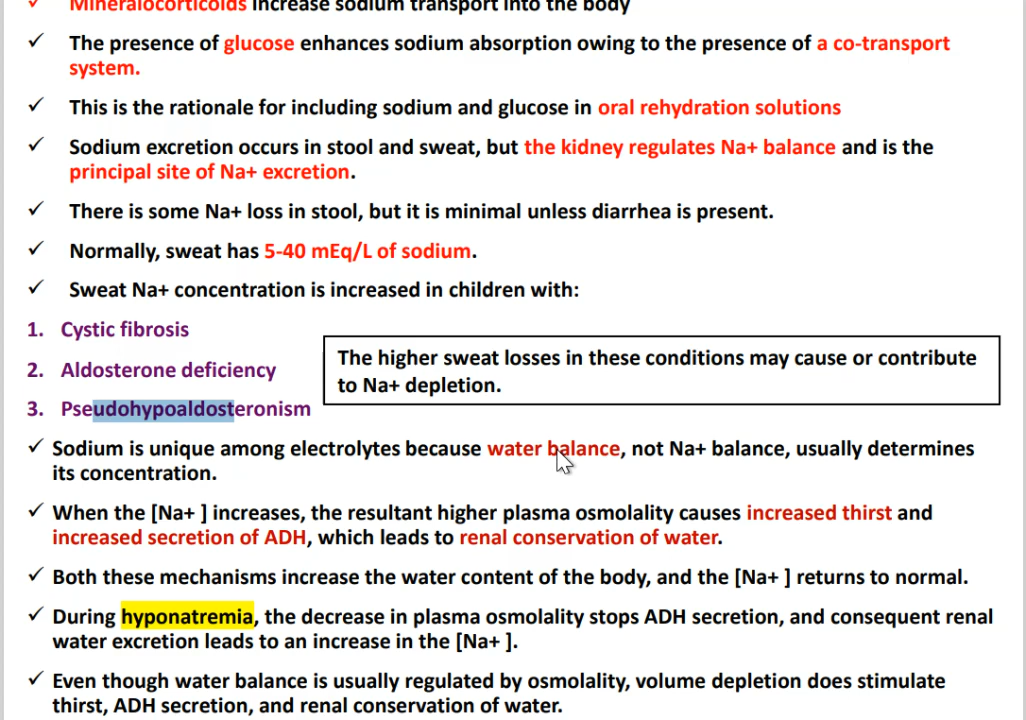 ✓ Mineralocorticoids increase sodium transport into the body
✓ The presence of glucose enhances sodium absorption owing to the presence of a co-transport
system.
✓ This is the rationale for including sodium and glucose in oral rehydration solutions
✓ Sodium excretion occurs in stool and sweat, but the kidney regulates Na+ balance and is the
principal site of Na+ excretion.
✓ There is some Na+ loss in stool, but it is minimal unless diarrhea is present.
✓ Normally, sweat has 5-40 mEq/L of sodium.
✓ Sweat Na+ concentration is increased in children with:
1. Cystic fibrosis
2. Aldosterone deficiency
3. Pseudohypoaldosteronism
The higher sweat losses in these conditions may cause or contribute
to Na+ depletion.
✓ Sodium is unique among electrolytes because water balance, not Na+ balance, usually determines
its concentration.
✓ When the [Na+ ] increases, the resultant higher plasma osmolality causes increased thirst and
increased secretion of ADH, which leads to renal conservation of water.
✓ Both these mechanisms increase the water content of the body, and the [Na+ ] returns to normal.
✓ During hyponatremia, the decrease in plasma osmolality stops ADH secretion, and consequent renal
water excretion leads to an increase in the [Na+ ].
✓ Even though water balance is usually regulated by osmolality, volume depletion does stimulate
thirst, ADH secretion, and renal conservation of water.